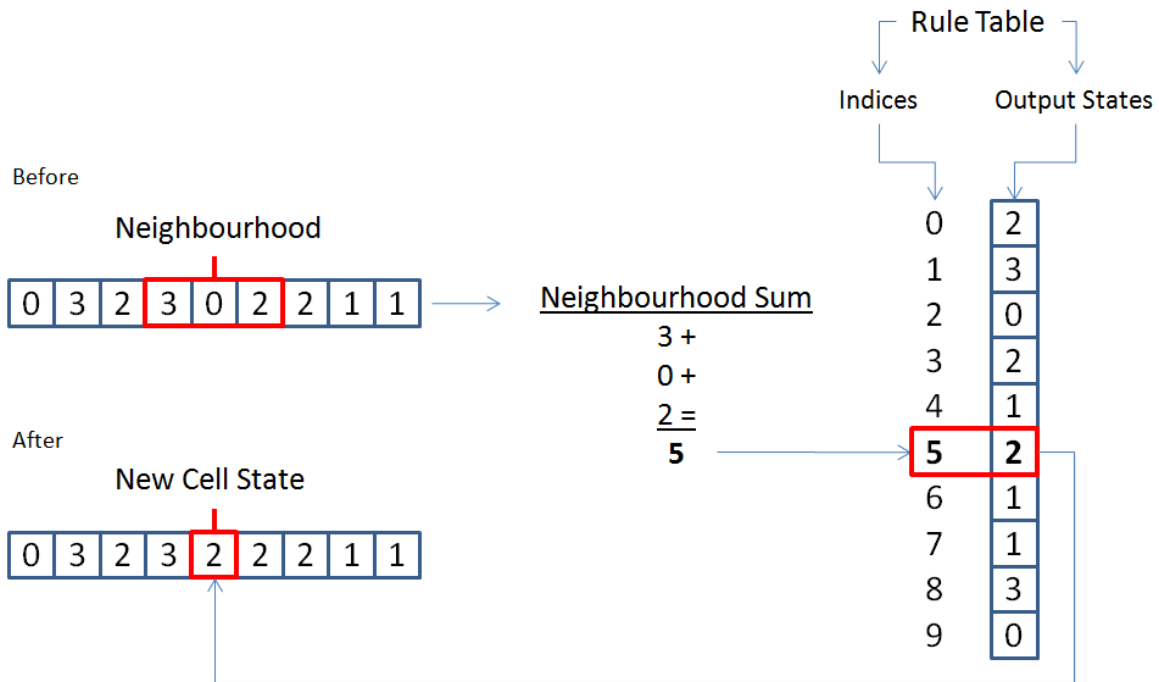 Rule Table
Indices Output States
Before
Neighbourhood
0 3 2 3 0 2 2 1 1
Neighbourhood Sum
3 +
0 +
2 =
5
After
New Cell State
0 3 2 3 2 2 2 1 1
0 2
1 3
2 0
3 2
4 1
5 2
6 1
7 1
8 3
9 0